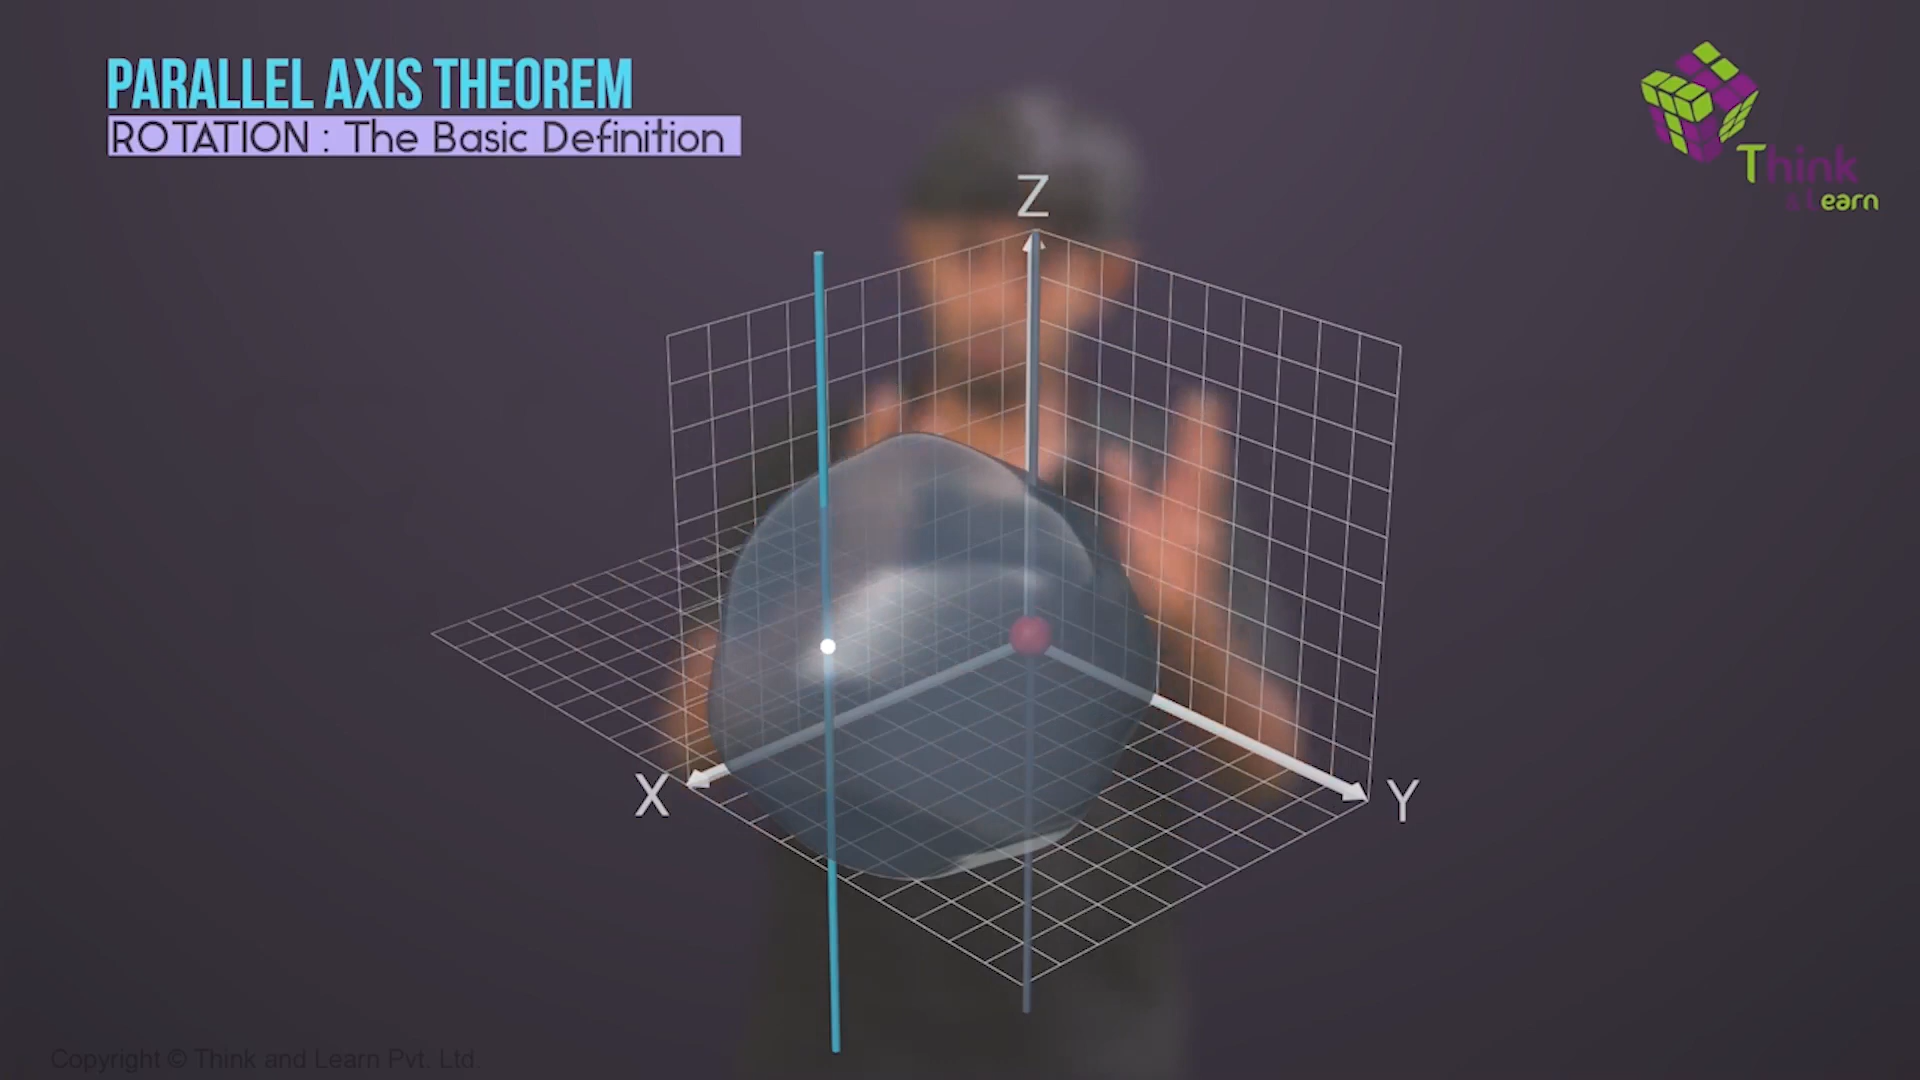 PARALLEL AXIS THEOREM
ROTATION : The Basic Definition
Think
& Learn
Z
X
Y
Copyright © Think and Learn Pvt. Ltd.